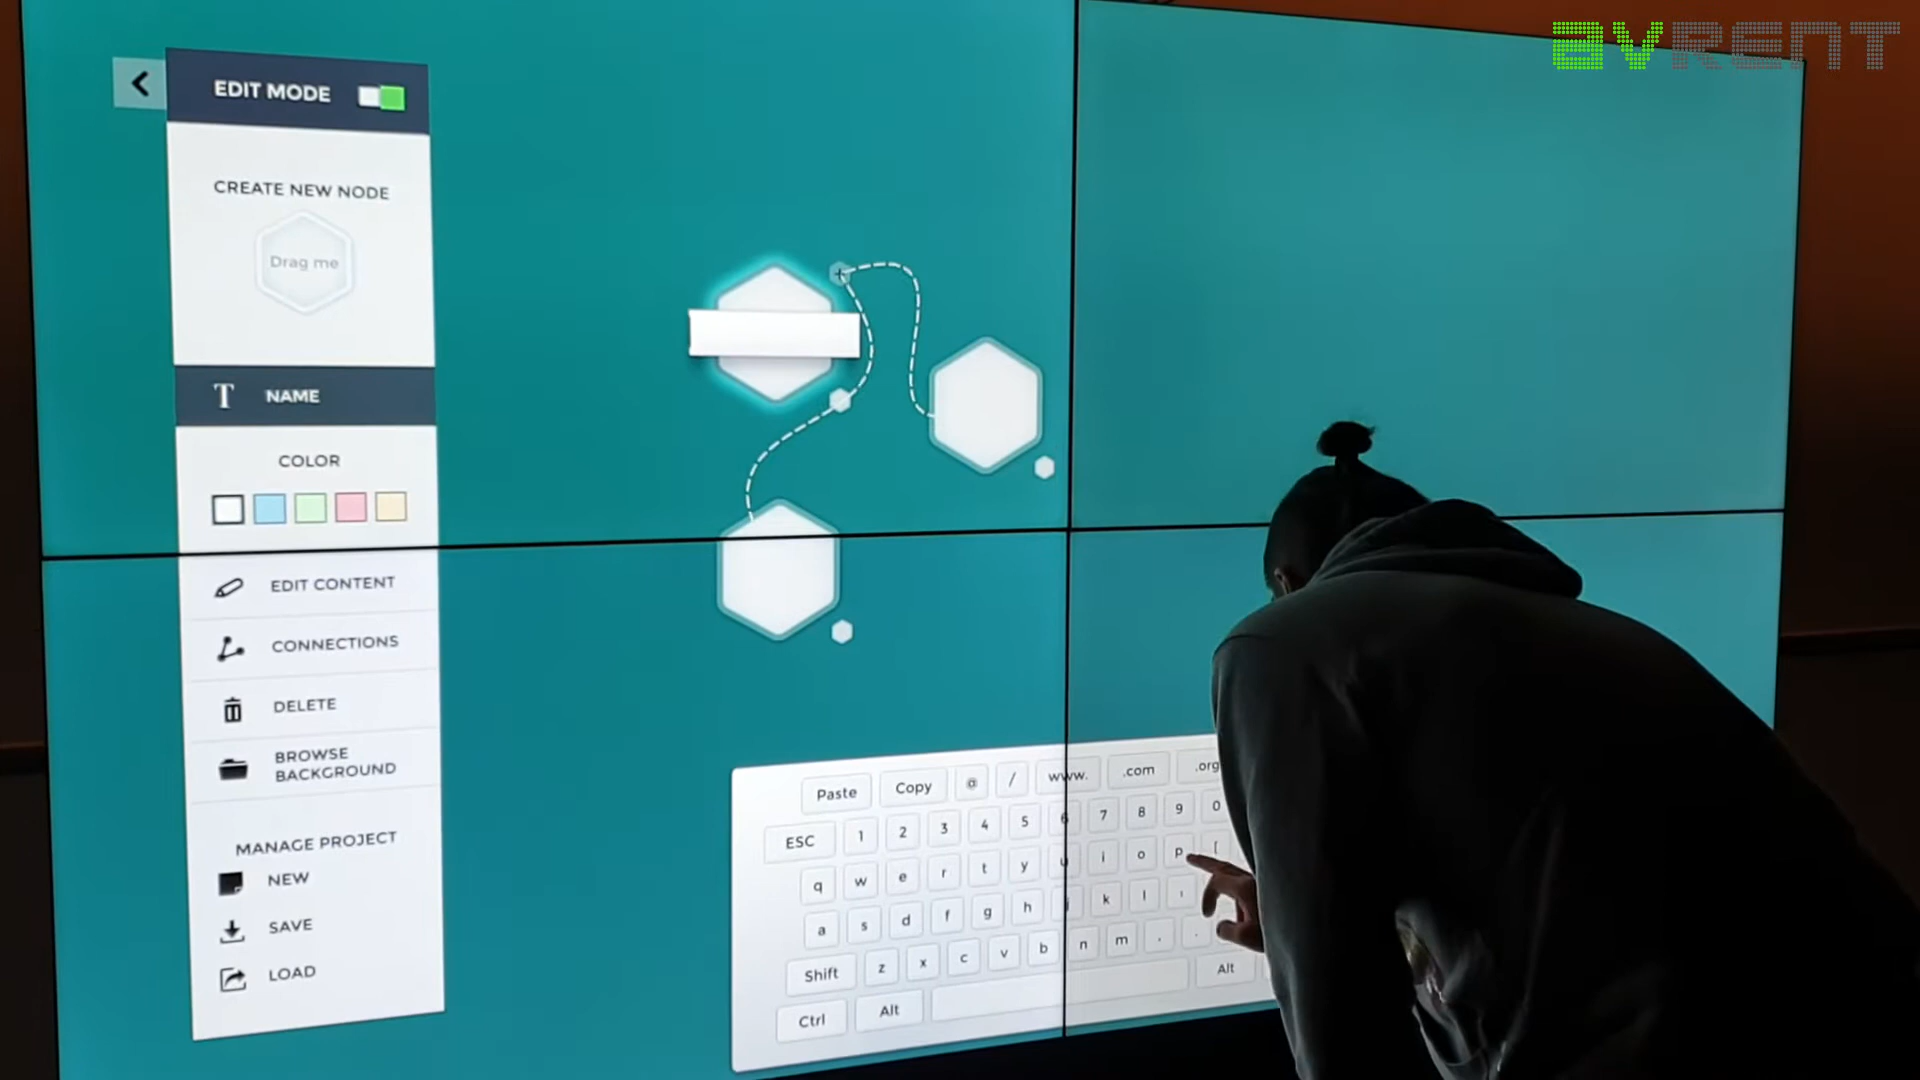 avrent
EDIT MODE
CREATE NEW NODE
Drag me
T NAME
COLOR
EDIT CONTENT
CONNECTIONS
DELETE
BROWSE
BACKGROUND
MANAGE PROJECT
NEW
SAVE
LOAD
Paste Copy @ / www. .com .org
ESC 1 2 3 4 5 6 7 8 9 0
q w e r t y u i o p [
a s d f g h j k l
Shift z x c v b n m . .
Ctrl Alt Alt